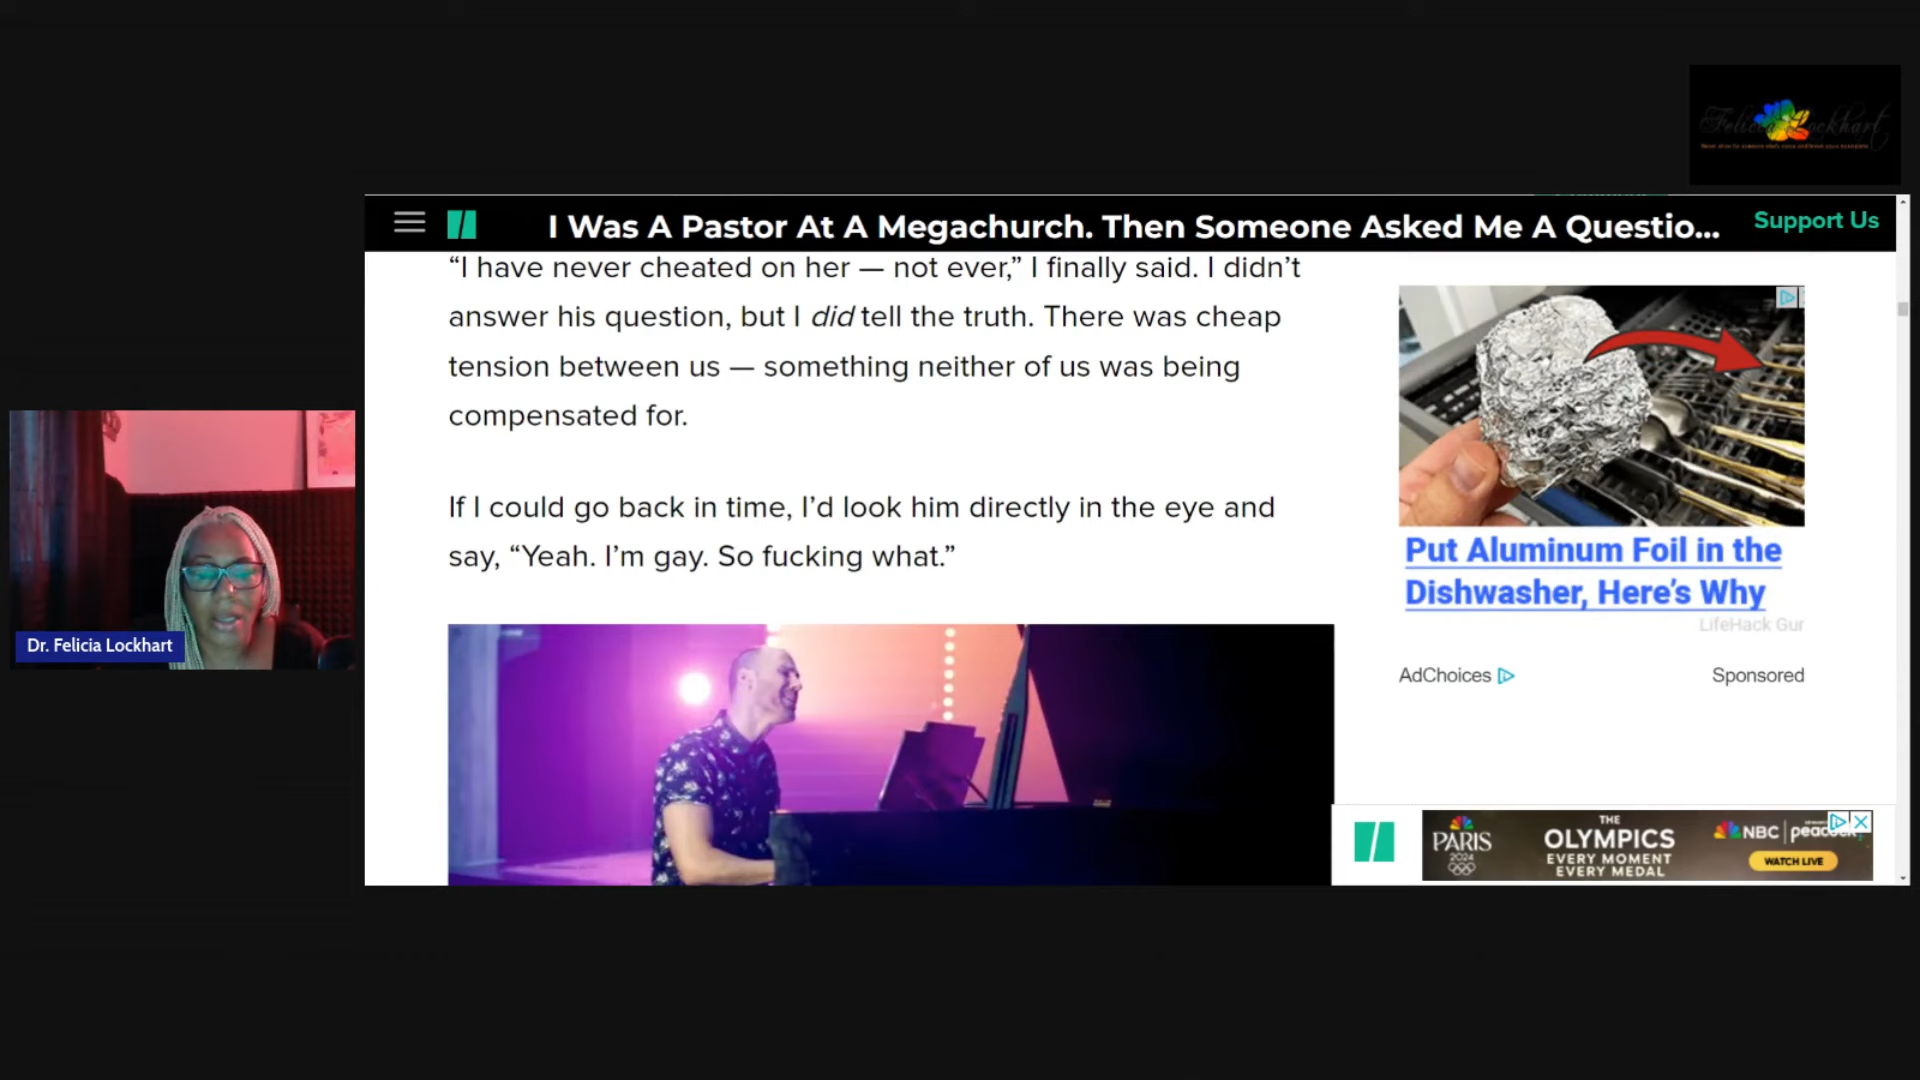 Felicia Lockhart
I Was A Pastor At A Megachurch. Then Someone Asked Me A Questio...
Support Us
“I have never cheated on her — not ever,” I finally said. I didn’t
answer his question, but I did tell the truth. There was cheap
tension between us — something neither of us was being
compensated for.
If I could go back in time, I’d look him directly in the eye and
say, “Yeah. I’m gay. So fucking what.”
Put Aluminum Foil in the
Dishwasher, Here’s Why
LifeHack Gur
AdChoices
Sponsored
Dr. Felicia Lockhart
PARIS
2024
THE
OLYMPICS
EVERY MOMENT
EVERY MEDAL
NBC | peacock
WATCH LIVE